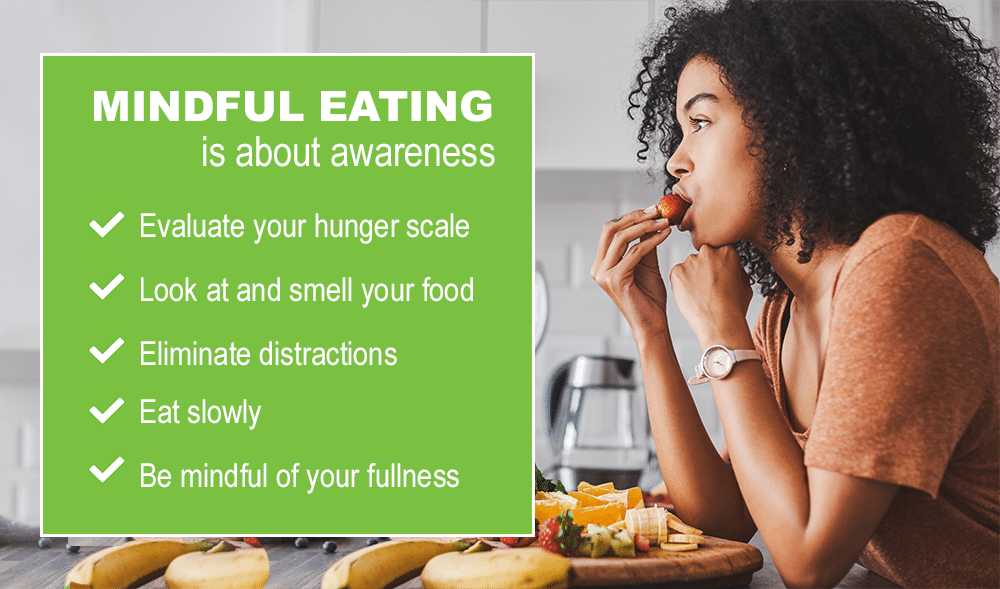 MINDFUL EATING
is about awareness
Evaluate your hunger scale
Look at and smell your food
Eliminate distractions
Eat slowly
Be mindful of your fullness